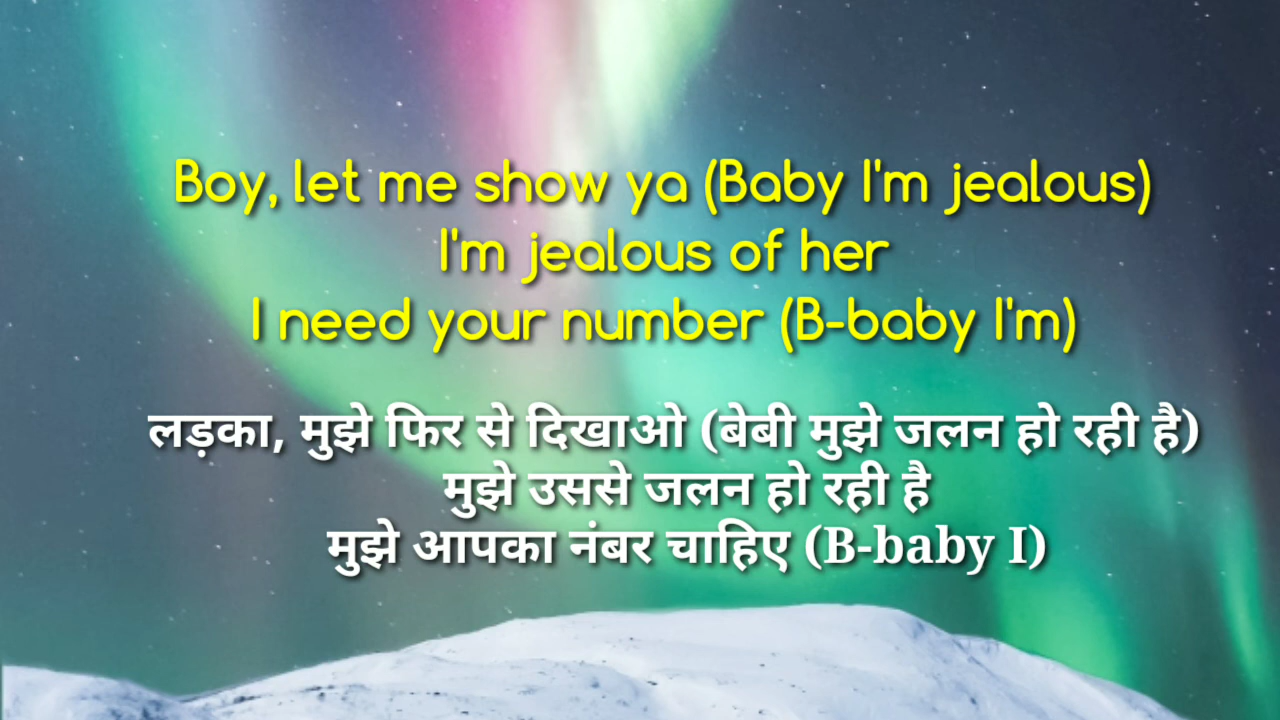 Boy, let me show ya (Baby I'm jealous)
I'm jealous of her
I need your number (B-baby I'm)
लड़का, मुझे फिर से दिखाओ (बेबी मुझे जलन हो रही है)
मुझे उससे जलन हो रही है
मुझे आपका नंबर चाहिए (B-baby I)